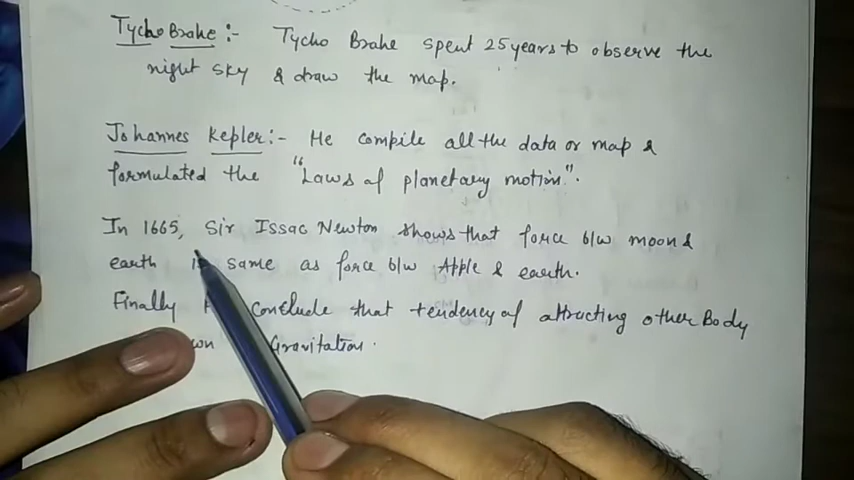 Tycho Brahe :- Tycho Brahe spent 25 years to observe the
night sky & draw the map.
Johannes Kepler :- He compile all the data or map &
formulated the "Laws of planetary motion".
In 1665, Sir Issac Newton shows that force b/w moon &
earth is same as force b/w Apple & earth.
Finally conclude that tendency of attracting other Body
Gravitation.